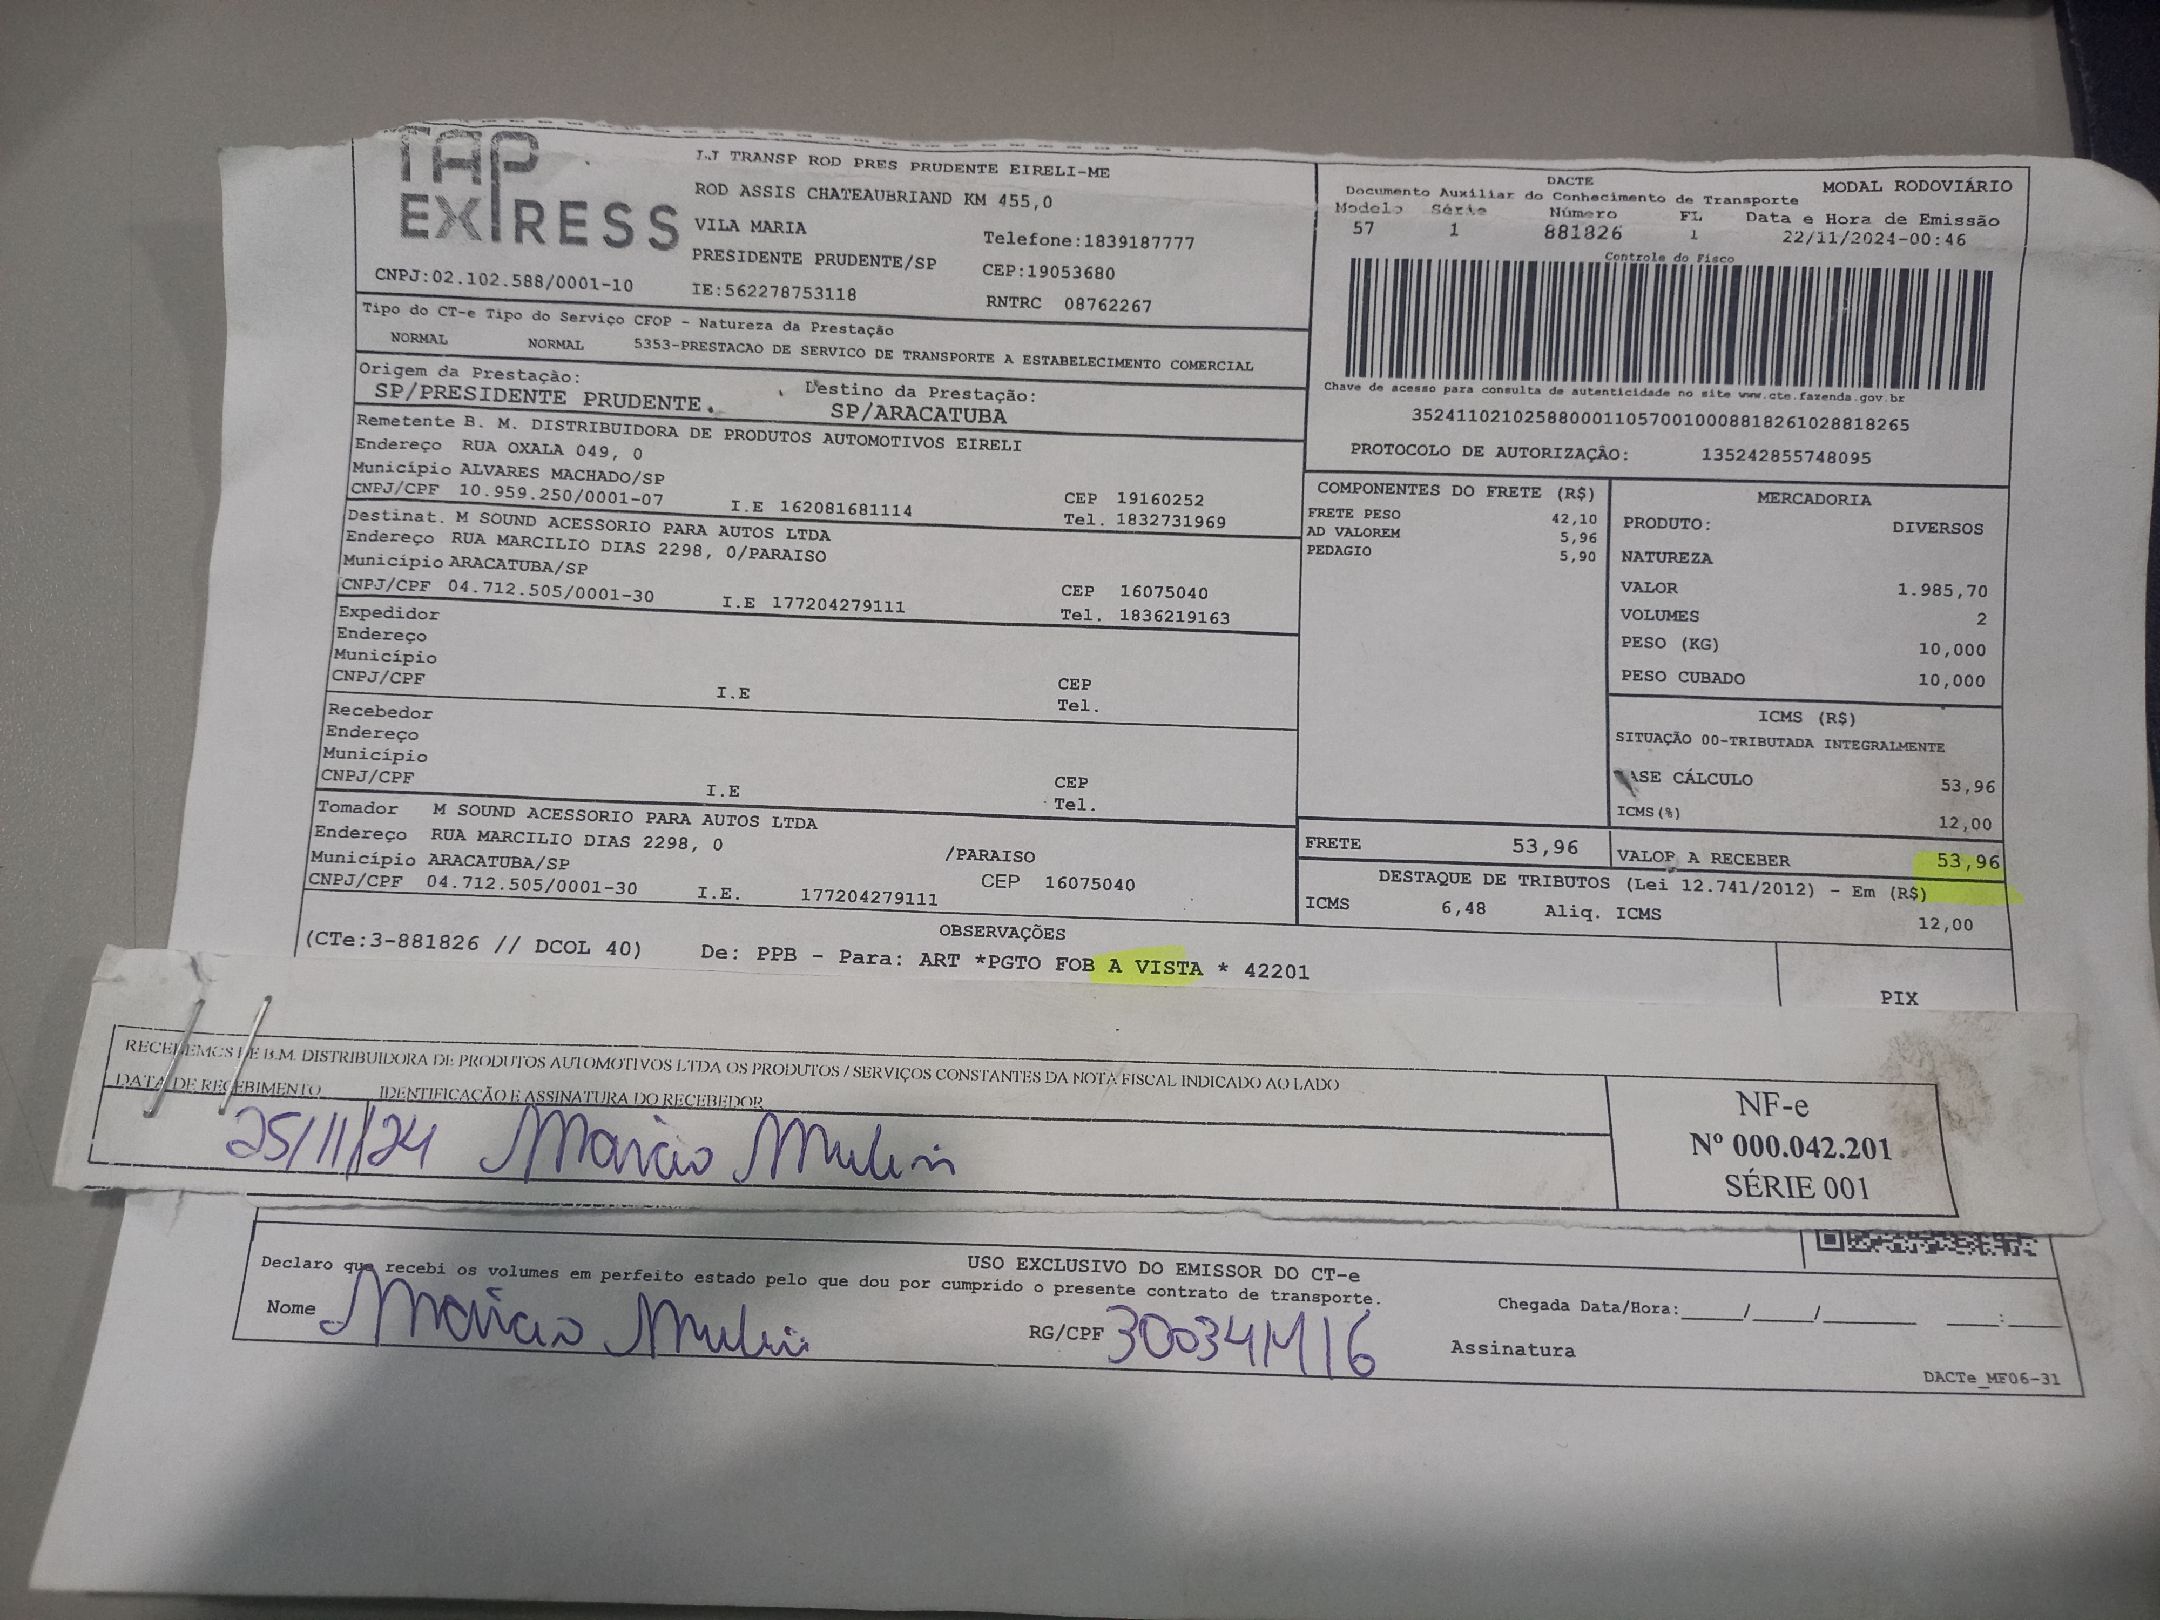 TAP EXPRESS
TRANSP ROD PRES PRUDENTE EIRELI-ME
ROD ASSIS CHATEAUBRIAND KM 455,0
VILA MARIA
Telefone:1839187777
PRESIDENTE PRUDENTE/SP
CEP:19053680
CNPJ:02.102.588/0001-10
IE:562278753118
RNTRC 08762267
Tipo do CT-e Tipo do Serviço CFOP - Natureza da Prestação
NORMAL NORMAL 5353-PRESTACAO DE SERVICO DE TRANSPORTE A ESTABELECIMENTO COMERCIAL
Origem da Prestação: Destino da Prestação:
SP/PRESIDENTE PRUDENTE SP/ARACATUBA
Remetente B. M. DISTRIBUIDORA DE PRODUTOS AUTOMOTIVOS EIRELI
Endereço RUA OXALA 049, 0
Município ALVARES MACHADO/SP CEP 19160252
CNPJ/CPF 10.959.250/0001-07 I.E 162081681114 Tel. 1832731969
Destinat. M SOUND ACESSORIO PARA AUTOS LTDA
Endereço RUA MARCILIO DIAS 2298, 0/PARAISO
Município ARACATUBA/SP CEP 16075040
CNPJ/CPF 04.712.505/0001-30 I.E 177204279111 Tel. 1836219163
Expedidor
Endereço
Município CEP
CNPJ/CPF I.E Tel.
Recebedor
Endereço
Município CEP
CNPJ/CPF I.E Tel.
Tomador M SOUND ACESSORIO PARA AUTOS LTDA
Endereço RUA MARCILIO DIAS 2298, 0 /PARAISO
Município ARACATUBA/SP CEP 16075040
CNPJ/CPF 04.712.505/0001-30 I.E. 177204279111
DACTE MODAL RODOVIÁRIO
Documento Auxiliar do Conhecimento de Transporte
Modelo Série Número FL Data e Hora de Emissão
57 1 881826 1 22/11/2024-00:46
Controle do Fisco
Chave de acesso para consulta de autenticidade no site www.cte.fazenda.gov.br
35241102102588000110570010008818261028818265
PROTOCOLO DE AUTORIZAÇÃO: 135242855748095
COMPONENTES DO FRETE (R$)
FRETE PESO 42,10
AD VALOREM 5,96
PEDAGIO 5,90
MERCADORIA
PRODUTO: DIVERSOS
NATUREZA
VALOR 1.985,70
VOLUMES 2
PESO (KG) 10,000
PESO CUBADO 10,000
ICMS (R$)
SITUAÇÃO 00-TRIBUTADA INTEGRALMENTE
BASE CÁLCULO 53,96
ICMS(%) 12,00
FRETE 53,96 VALOR A RECEBER 53,96
DESTAQUE DE TRIBUTOS (Lei 12.741/2012) - Em (R$)
ICMS 6,48 Aliq. ICMS 12,00
OBSERVAÇÕES
(CTe:3-881826 // DCOL 40) De: PPB - Para: ART *PGTO FOB A VISTA * 42201
PIX
RECEBEMOS DE B.M. DISTRIBUIDORA DE PRODUTOS AUTOMOTIVOS LTDA OS PRODUTOS / SERVIÇOS CONSTANTES DA NOTA FISCAL INDICADO AO LADO
DATA DE RECEBIMENTO IDENTIFICAÇÃO E ASSINATURA DO RECEBEDOR
25/11/24 Marcio
NF-e
Nº 000.042.201
SÉRIE 001
USO EXCLUSIVO DO EMISSOR DO CT-e
Declaro que recebi os volumes em perfeito estado pelo que dou por cumprido o presente contrato de transporte.
Nome Marcio RG/CPF
Chegada Data/Hora:____/____/________ ____:____
Assinatura
DACTe_MF06-31